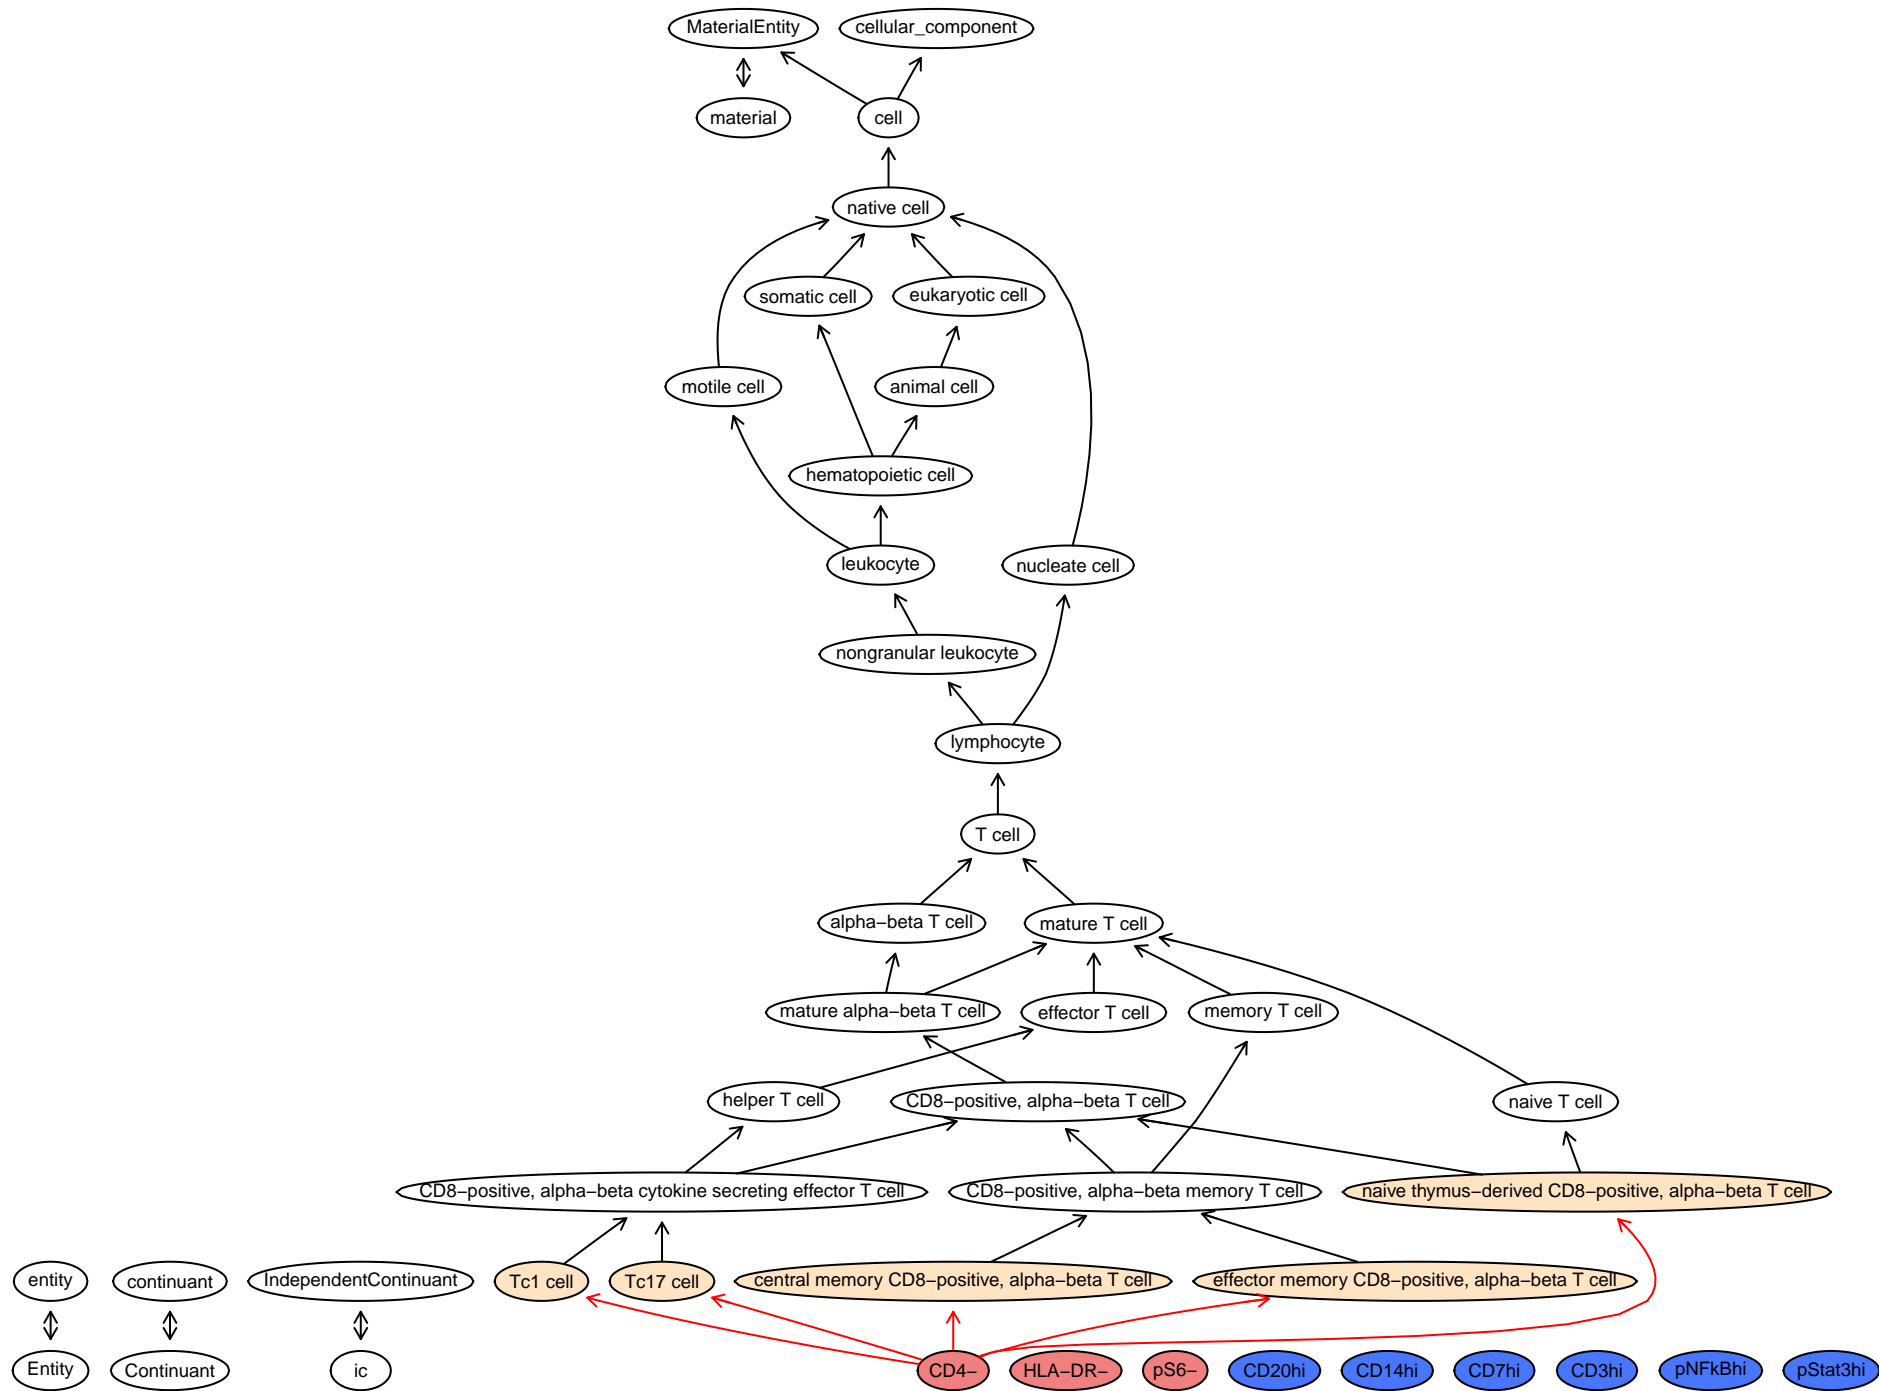 MaterialEntity
cellular_component
material
cell
native cell
somatic cell
eukaryotic cell
motile cell
animal cell
hematopoietic cell
leukocyte
nucleate cell
nongranular leukocyte
lymphocyte
T cell
alpha−beta T cell
mature T cell
mature alpha−beta T cell
effector T cell
memory T cell
helper T cell
CD8−positive, alpha−beta T cell
naive T cell
CD8−positive, alpha−beta cytokine secreting effector T cell
CD8−positive, alpha−beta memory T cell
naive thymus−derived CD8−positive, alpha−beta T cell
entity
continuant
IndependentContinuant
Tc1 cell
Tc17 cell
central memory CD8−positive, alpha−beta T cell
effector memory CD8−positive, alpha−beta T cell
Entity
Continuant
ic
CD4−
HLA−DR−
pS6−
CD20hi
CD14hi
CD7hi
CD3hi
pNFkBhi
pStat3hi